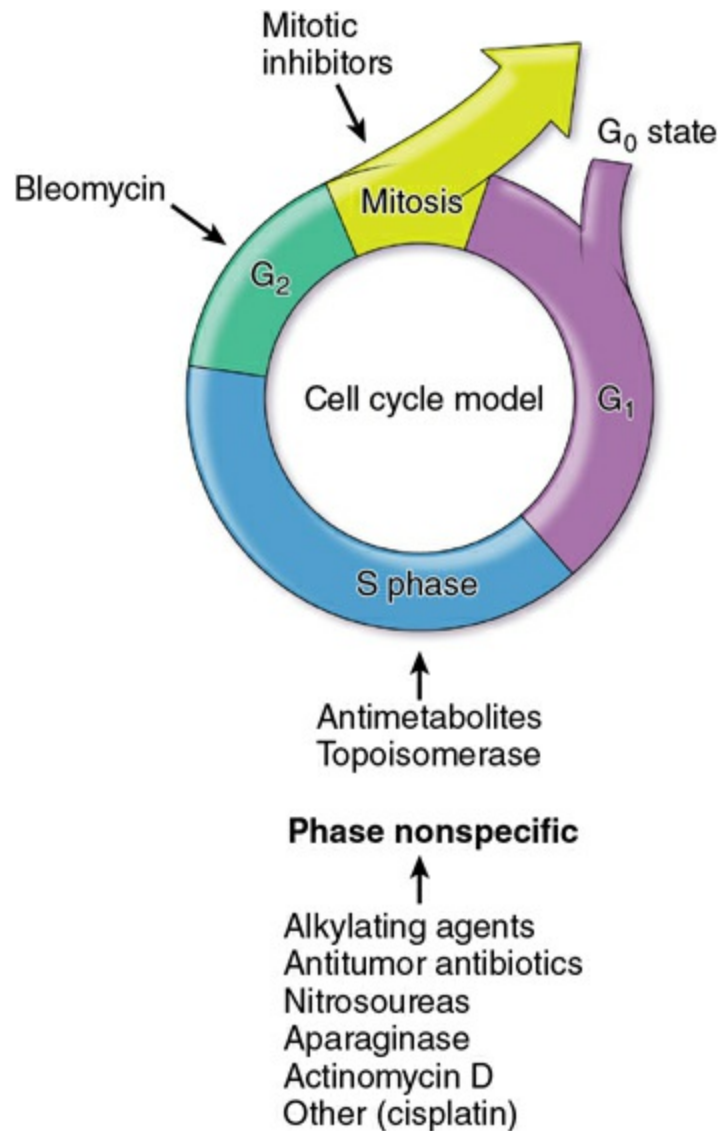 Mitotic
inhibitors
G₀ state
Bleomycin
Mitosis
G₂
Cell cycle model
G₁
S phase
Antimetabolites
Topoisomerase
Phase nonspecific
Alkylating agents
Antitumor antibiotics
Nitrosoureas
Aparaginase
Actinomycin D
Other (cisplatin)